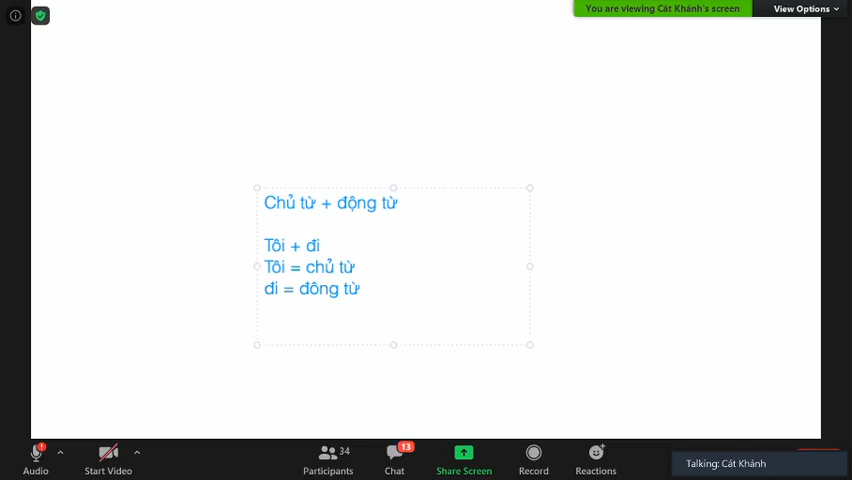 You are viewing Cát Khánh's screen
View Options
Chủ từ + động từ
Tôi + đi
Tôi = chủ từ
đi = đông từ
Audio
Start Video
34
Participants
13
Chat
Share Screen
Record
Reactions
Talking: Cát Khánh